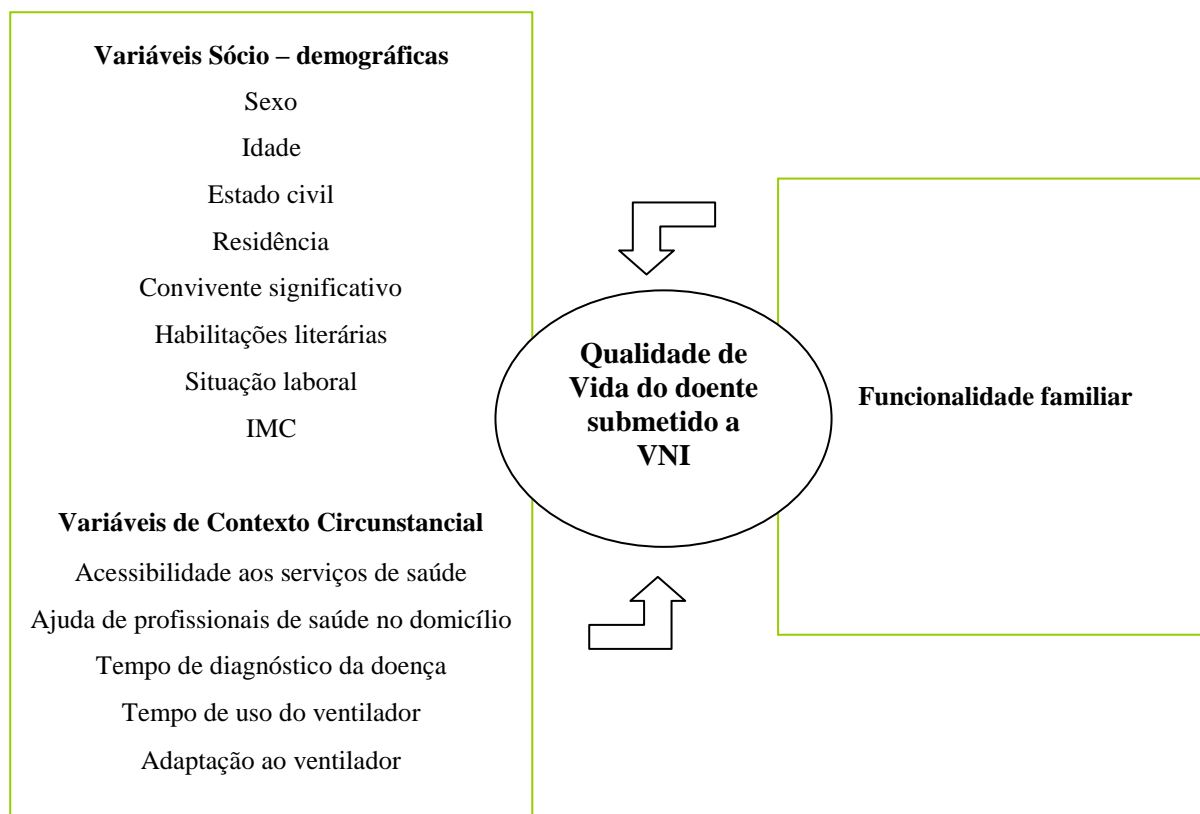 Variáveis Sócio – demográficas
Sexo
Idade
Estado civil
Residência
Convivente significativo
Habilitações literárias
Situação laboral
IMC
Variáveis de Contexto Circunstancial
Acessibilidade aos serviços de saúde
Ajuda de profissionais de saúde no domicílio
Tempo de diagnóstico da doença
Tempo de uso do ventilador
Adaptação ao ventilador
Qualidade de
Vida do doente
submetido a
VNI
Funcionalidade familiar